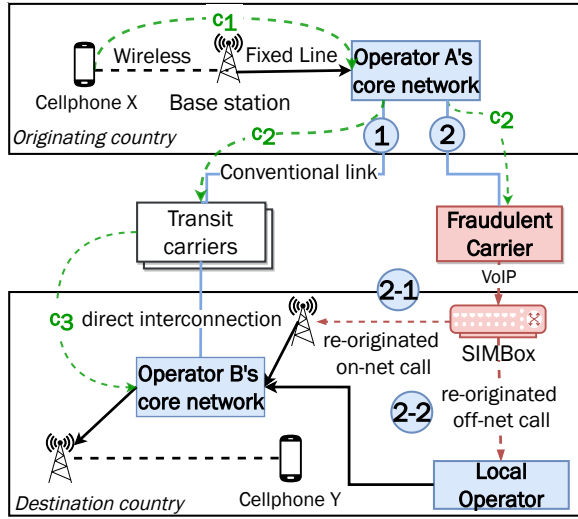 c1
Wireless
Fixed Line
Operator A's
core network
Cellphone X
Base station
Originating country
c2
1
2
c2
Conventional link
Transit
carriers
Fraudulent
Carrier
VoIP
2-1
c3
direct interconnection
SIMBox
re-originated
on-net call
Operator B's
core network
2-2
re-originated
off-net call
Local
Operator
Cellphone Y
Destination country